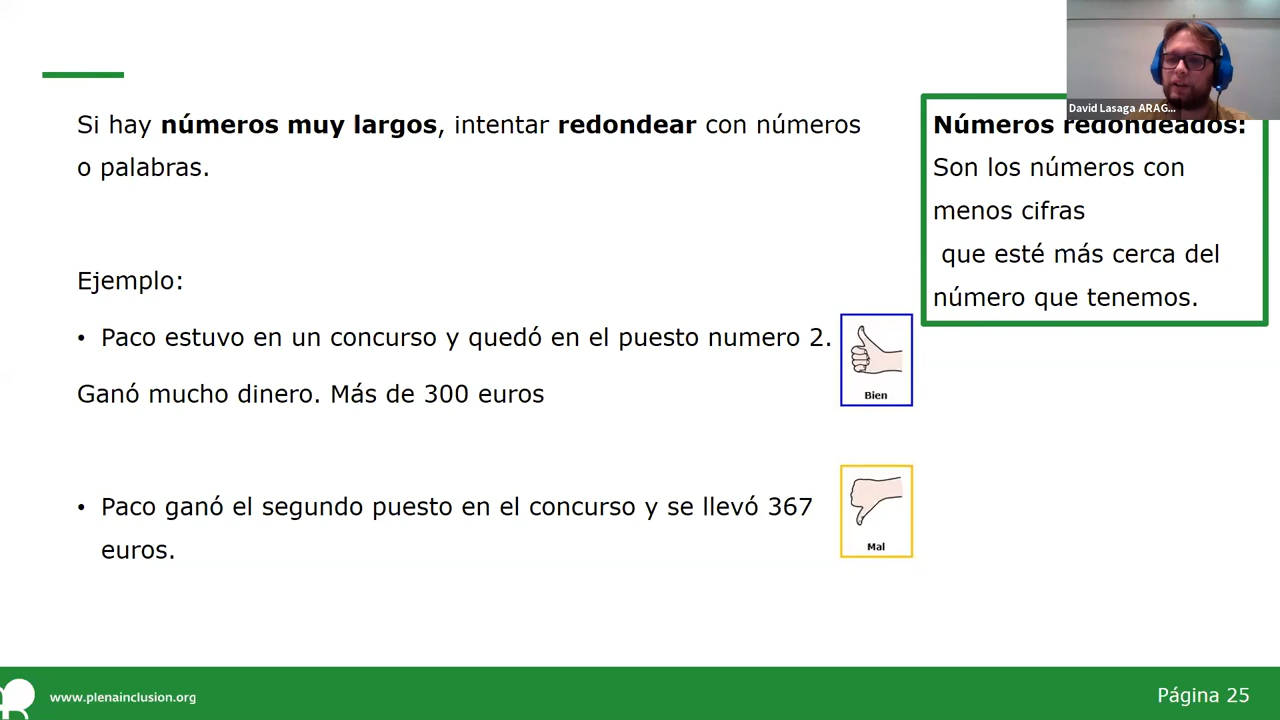 David Lasaga ARAG...
Si hay números muy largos, intentar redondear con números
o palabras.
Números redondeados:
Son los números con
menos cifras
que esté más cerca del
número que tenemos.
Ejemplo:
• Paco estuvo en un concurso y quedó en el puesto numero 2.
Ganó mucho dinero. Más de 300 euros
Bien
• Paco ganó el segundo puesto en el concurso y se llevó 367
euros.
Mal
www.plenainclusion.org
Página 25